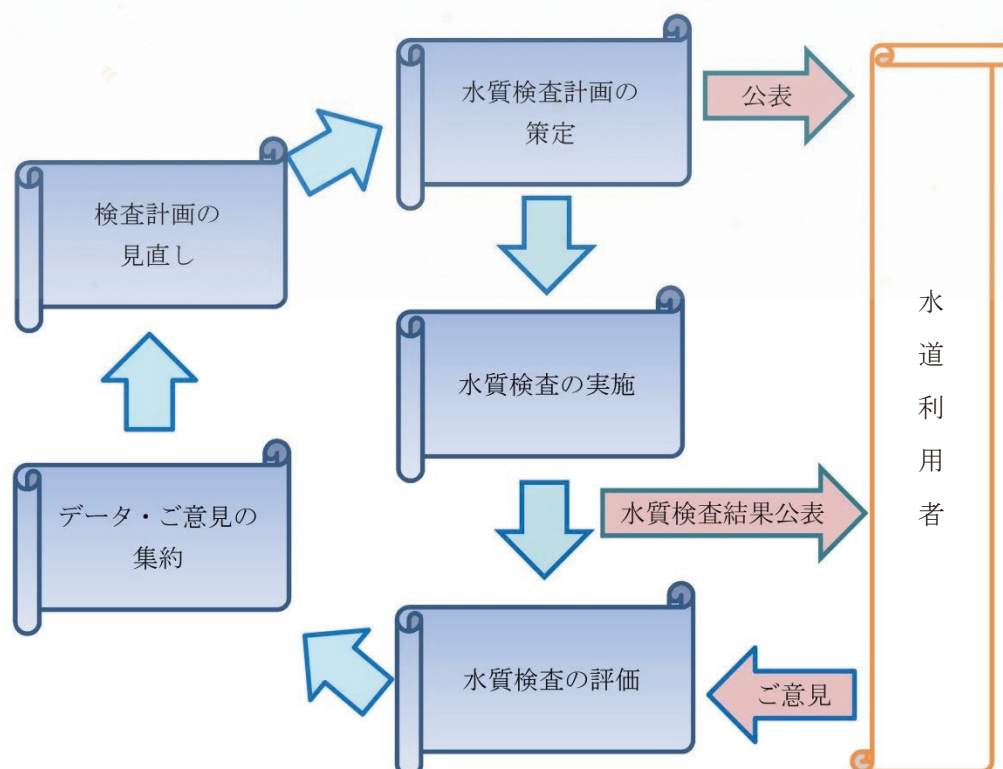 水質検査計画の
策定
公表
検査計画の
見直し
水質検査の実施
水道利用者
データ・ご意見の
集約
水質検査結果公表
水質検査の評価
ご意見